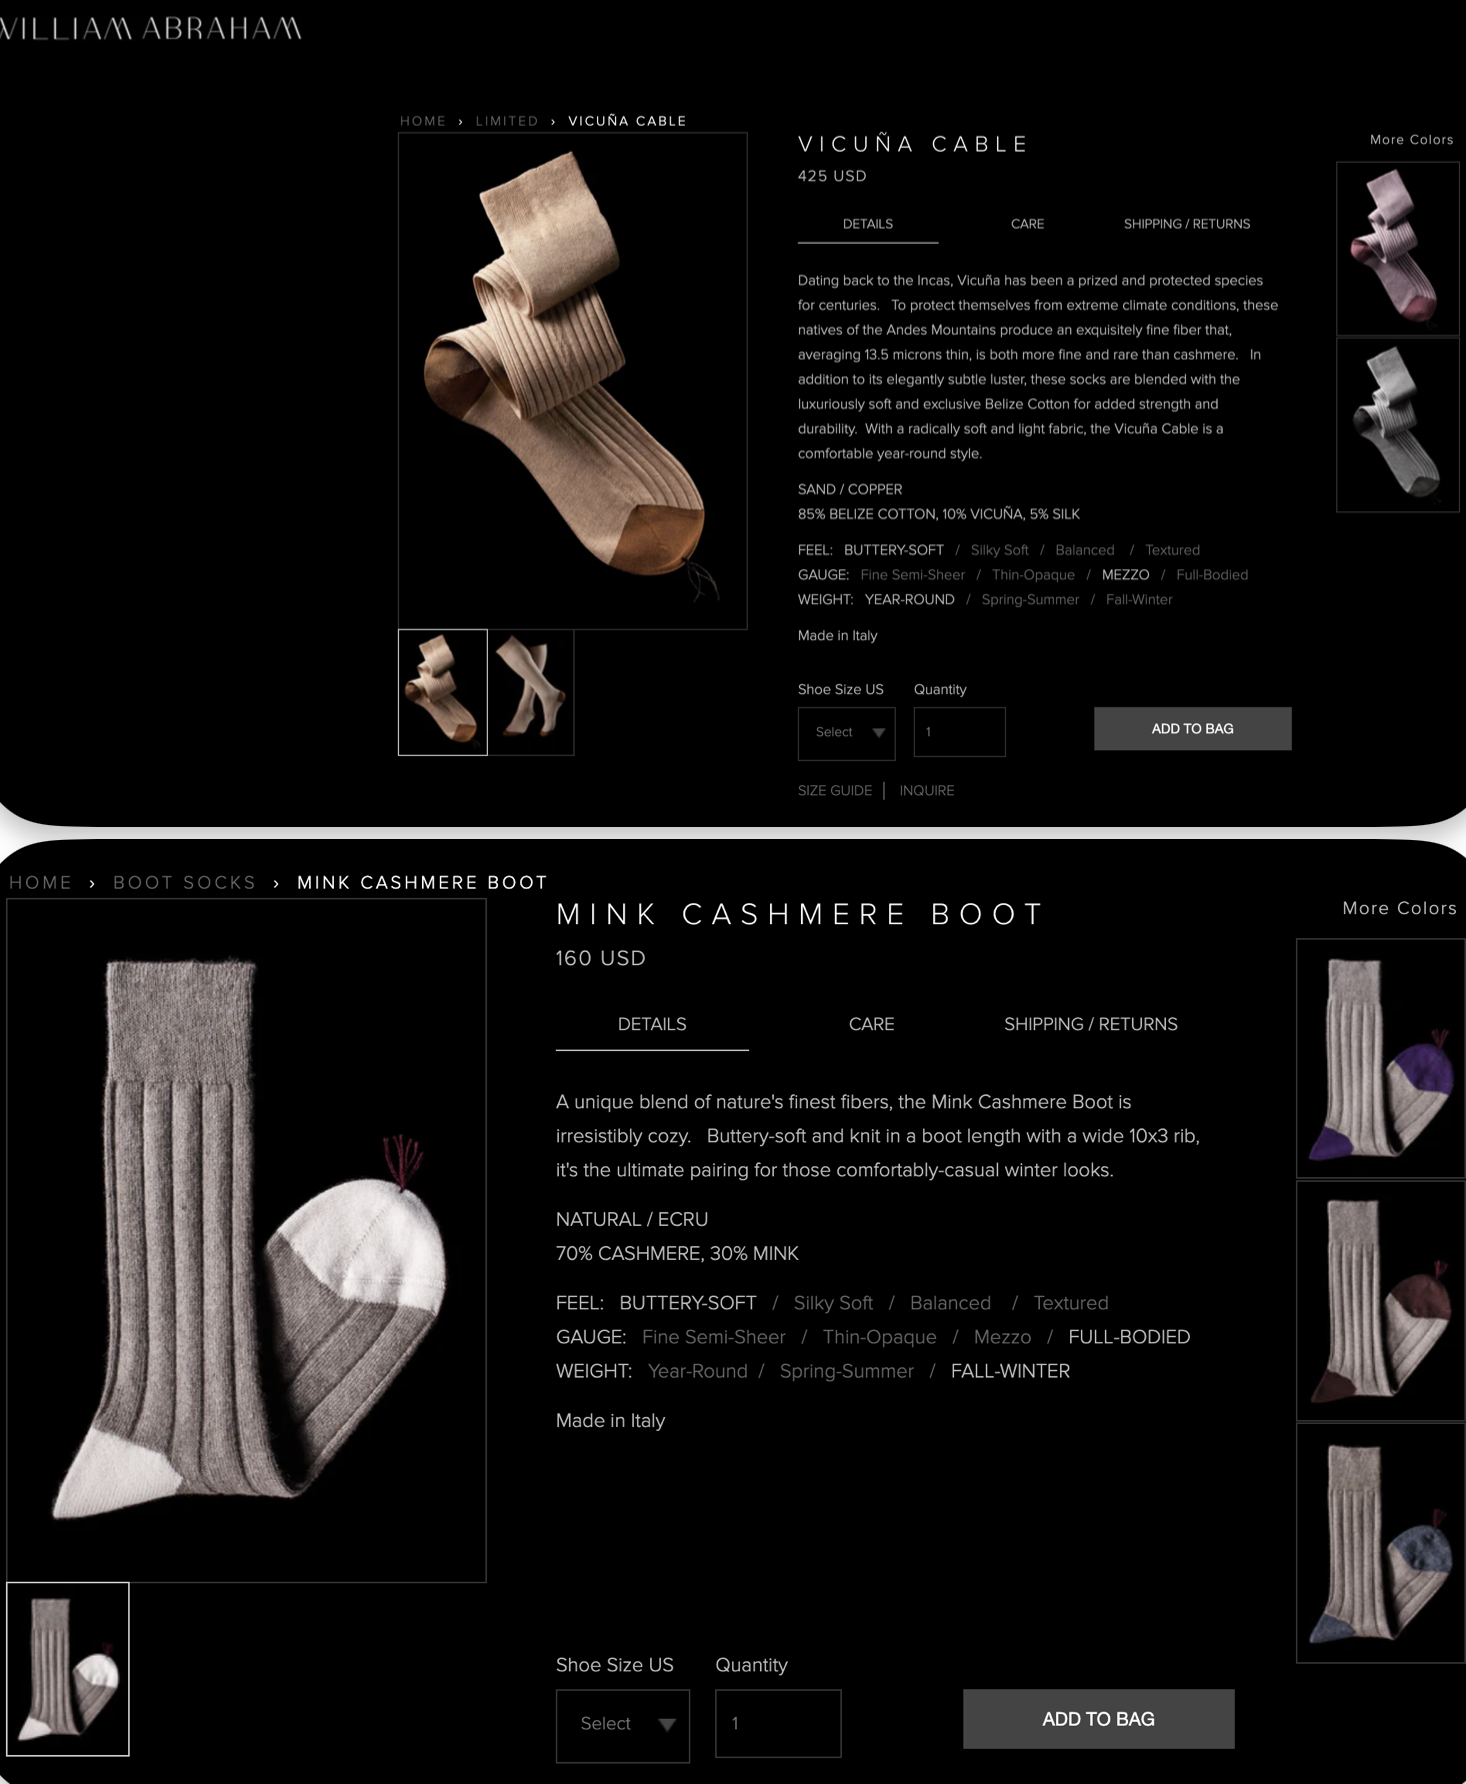 WILLIAM ABRAHAM
HOME › LIMITED › VICUÑA CABLE
VICUÑA CABLE
425 USD
More Colors
DETAILS CARE SHIPPING / RETURNS
Dating back to the Incas, Vicuña has been a prized and protected species
for centuries. To protect themselves from extreme climate conditions, these
natives of the Andes Mountains produce an exquisitely fine fiber that,
averaging 13.5 microns thin, is both more fine and rare than cashmere. In
addition to its elegantly subtle luster, these socks are blended with the
luxuriously soft and exclusive Belize Cotton for added strength and
durability. With a radically soft and light fabric, the Vicuña Cable is a
comfortable year-round style.
SAND / COPPER
85% BELIZE COTTON, 10% VICUÑA, 5% SILK
FEEL: BUTTERY-SOFT / Silky Soft / Balanced / Textured
GAUGE: Fine Semi-Sheer / Thin-Opaque / MEZZO / Full-Bodied
WEIGHT: YEAR-ROUND / Spring-Summer / Fall-Winter
Made in Italy
Shoe Size US Quantity
Select 1 ADD TO BAG
SIZE GUIDE | INQUIRE
HOME › BOOT SOCKS › MINK CASHMERE BOOT
MINK CASHMERE BOOT
160 USD
More Colors
DETAILS CARE SHIPPING / RETURNS
A unique blend of nature's finest fibers, the Mink Cashmere Boot is
irresistibly cozy. Buttery-soft and knit in a boot length with a wide 10x3 rib,
it's the ultimate pairing for those comfortably-casual winter looks.
NATURAL / ECRU
70% CASHMERE, 30% MINK
FEEL: BUTTERY-SOFT / Silky Soft / Balanced / Textured
GAUGE: Fine Semi-Sheer / Thin-Opaque / Mezzo / FULL-BODIED
WEIGHT: Year-Round / Spring-Summer / FALL-WINTER
Made in Italy
Shoe Size US Quantity
Select 1 ADD TO BAG